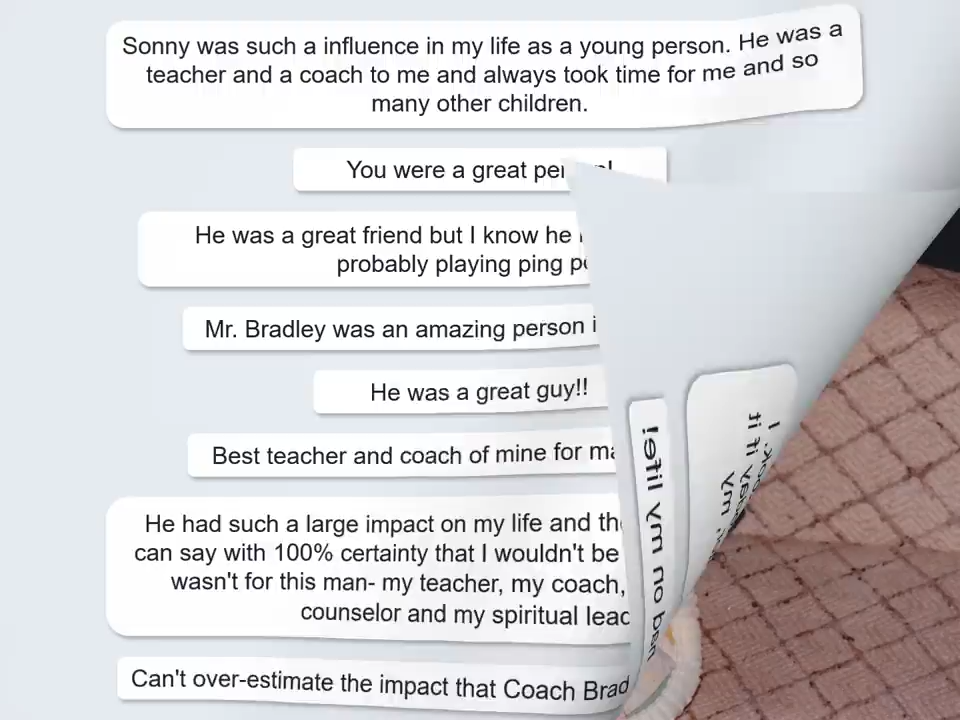 Sonny was such a influence in my life as a young person. He was a
teacher and a coach to me and always took time for me and so
many other children.
You were a great
He was a great friend but I know he
probably playing ping
Mr. Bradley was an amazing person
He was a great guy!!
Best teacher and coach of mine for
He had such a large impact on my life and
can say with 100% certainty that I wouldn't be
wasn't for this man- my teacher, my coach,
counselor and my spiritual
Can't over-estimate the impact that Coach
on my life!